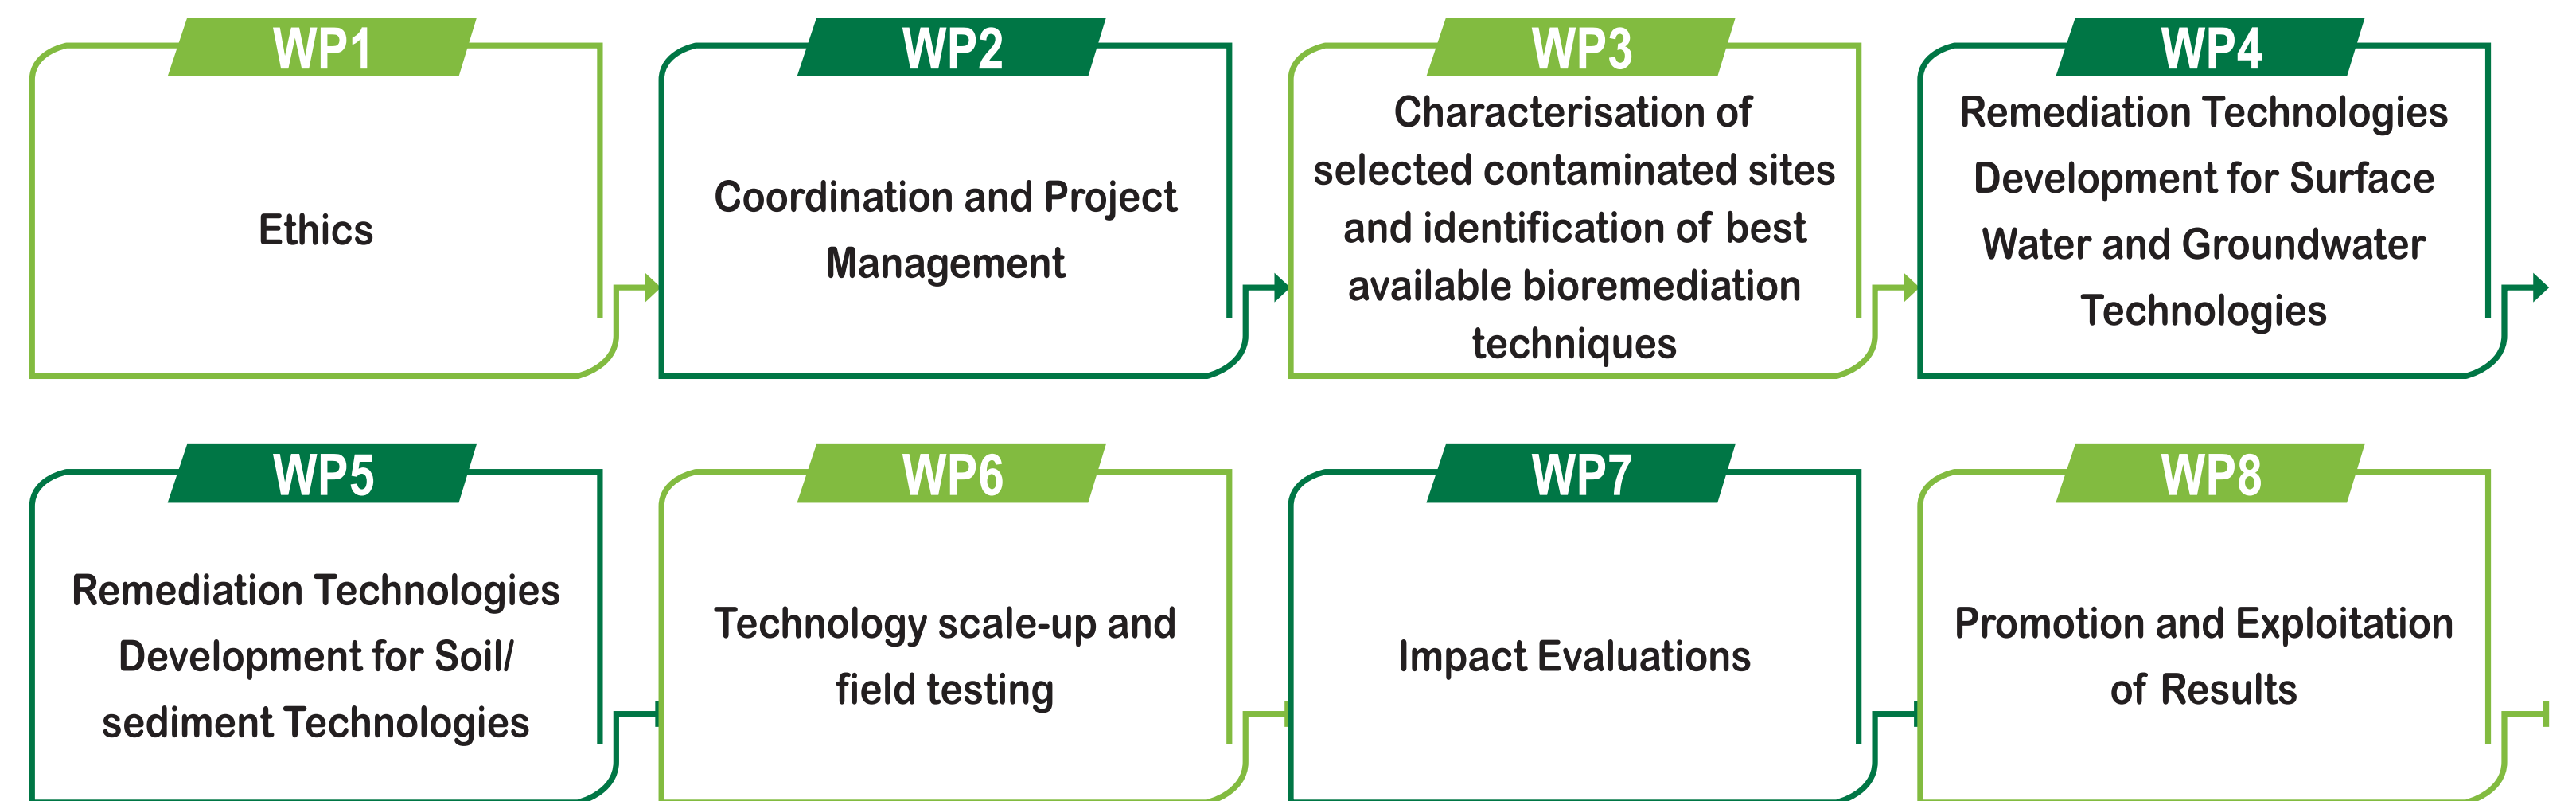 WP1
Ethics
WP2
Coordination and Project
Management
WP3
Characterisation of
selected contaminated sites
and identification of best
available bioremediation
techniques
WP4
Remediation Technologies
Development for Surface
Water and Groundwater
Technologies
WP5
Remediation Technologies
Development for Soil/
sediment Technologies
WP6
Technology scale-up and
field testing
WP7
Impact Evaluations
WP8
Promotion and Exploitation
of Results